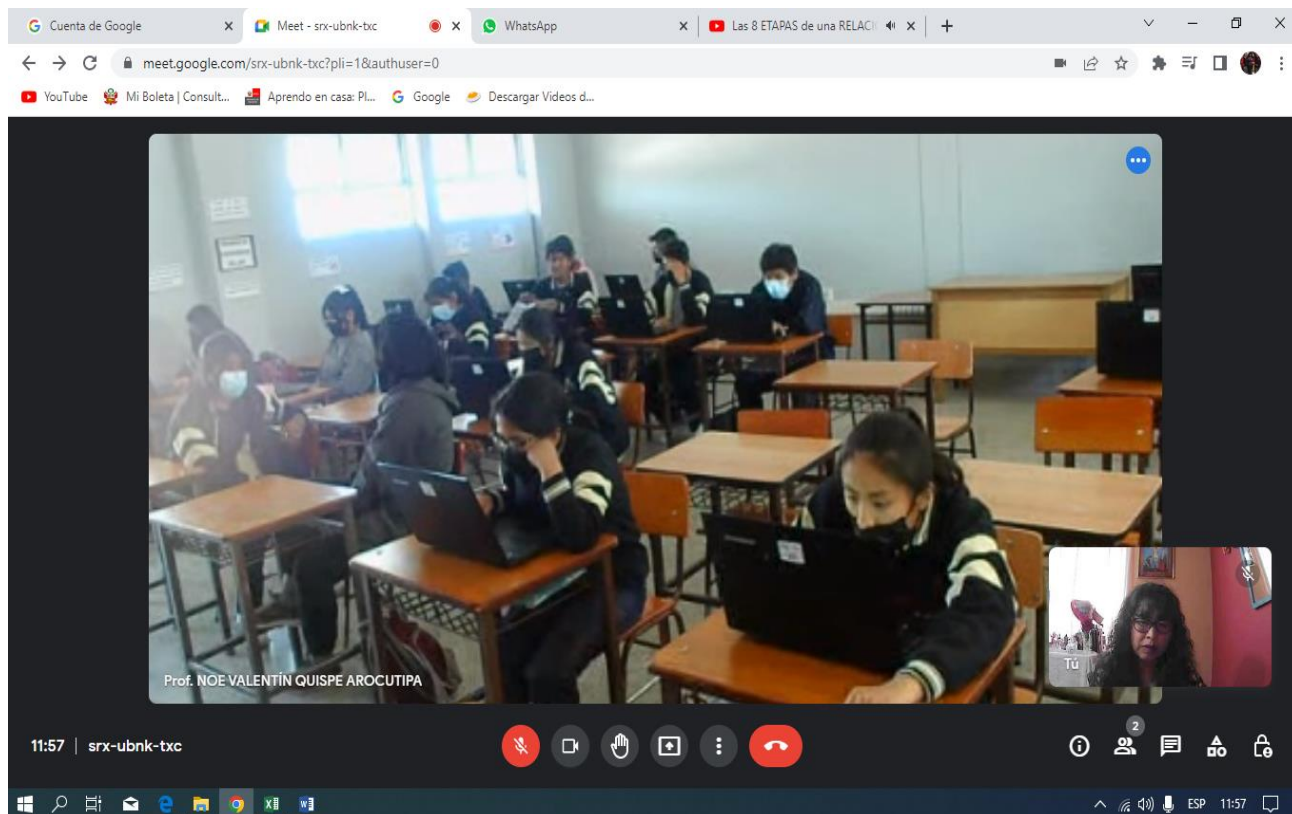 Cuenta de Google
Meet - srx-ubnk-txc
WhatsApp
Las 8 ETAPAS de una RELACI
meet.google.com/srx-ubnk-txc?pli=1&authuser=0
YouTube
Mi Boleta | Consult...
Aprendo en casa: Pl...
Google
Descargar Videos d...
Tú
Prof. NOE VALENTÍN QUISPE AROCUTIPA
2
11:57 | srx-ubnk-txc
ESP 11:57